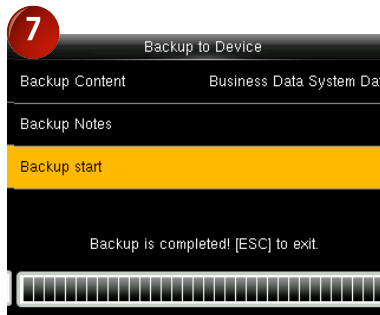 7
Backup to Device
Backup Content Business Data System Dat
Backup Notes
Backup start
Backup is completed! [ESC] to exit.